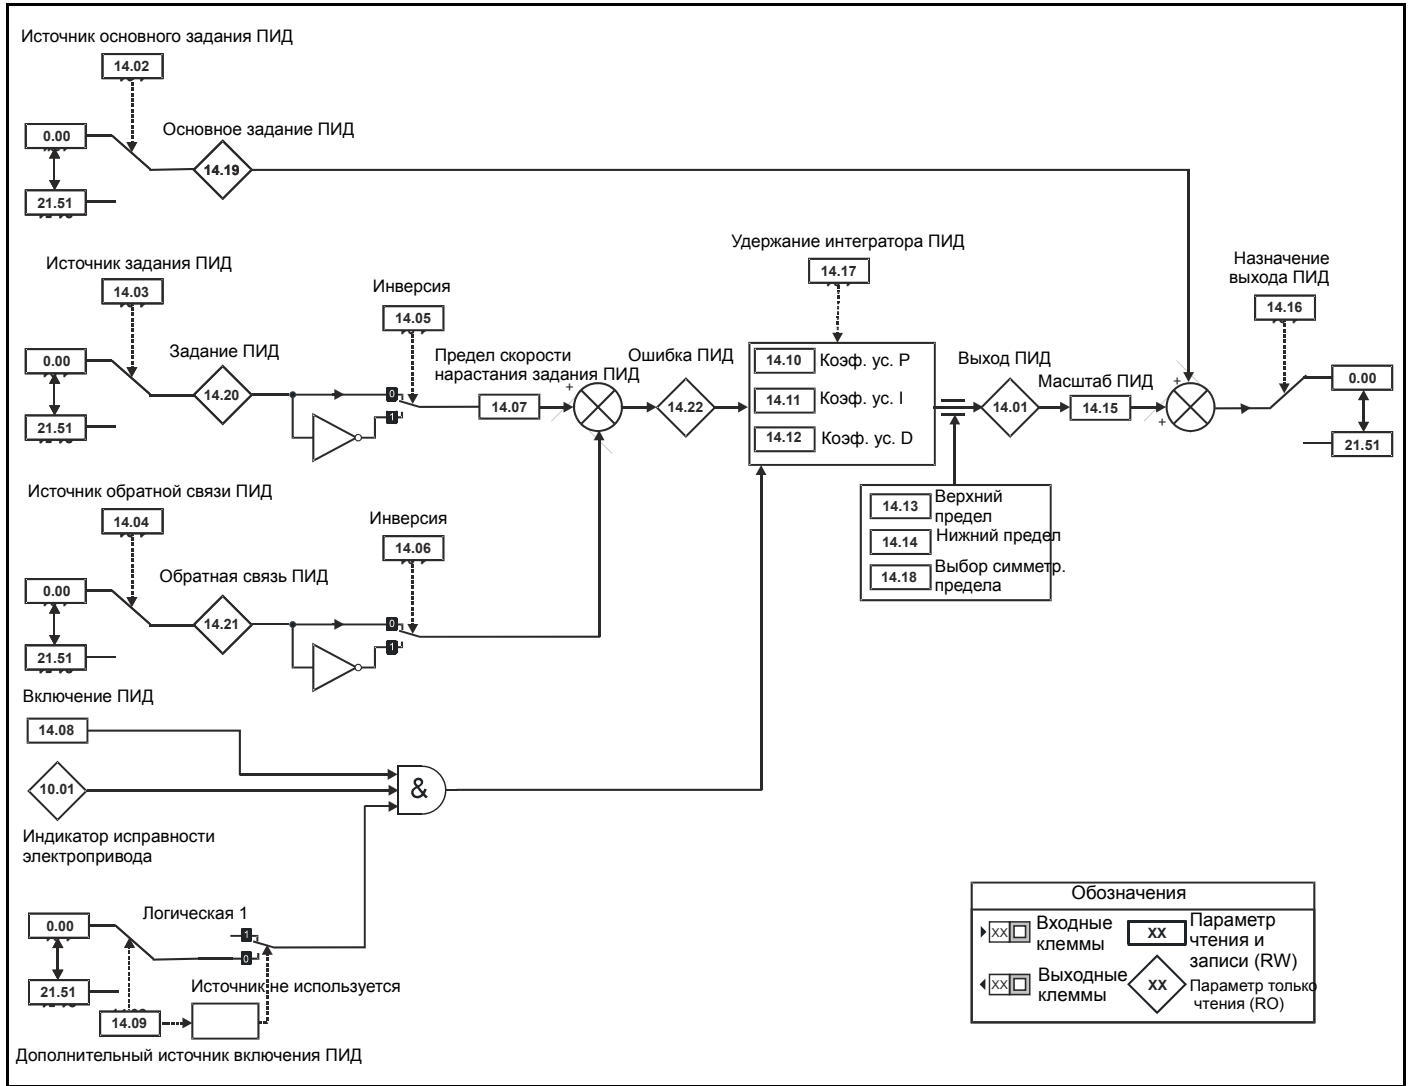 Источник основного задания ПИД
14.02
0.00
Основное задание ПИД
14.19
21.51
Удержание интегратора ПИД
14.17
Источник задания ПИД
14.03
Инверсия
14.05
Назначение
выхода ПИД
14.16
0.00
Задание ПИД
14.20
21.51
0
1
Предел скорости
нарастания задания ПИД
14.07
+
Ошибка ПИД
14.22
14.10 Коэф. ус. P
14.11 Коэф. ус. I
14.12 Коэф. ус. D
Выход ПИД
14.01
Масштаб ПИД
14.15
+
+
0.00
21.51
14.13 Верхний
предел
14.14 Нижний предел
14.18 Выбор симметр.
предела
Источник обратной связи ПИД
14.04
Инверсия
14.06
0.00
Обратная связь ПИД
14.21
21.51
0
1
Включение ПИД
14.08
10.01
&
Индикатор исправности
электропривода
0.00
Логическая 1
1
0
21.51
Источник не используется
14.09
Дополнительный источник включения ПИД
Обозначения
XX Входные
клеммы
XX Параметр
чтения и
записи (RW)
XX Выходные
клеммы
XX Параметр только
чтения (RO)